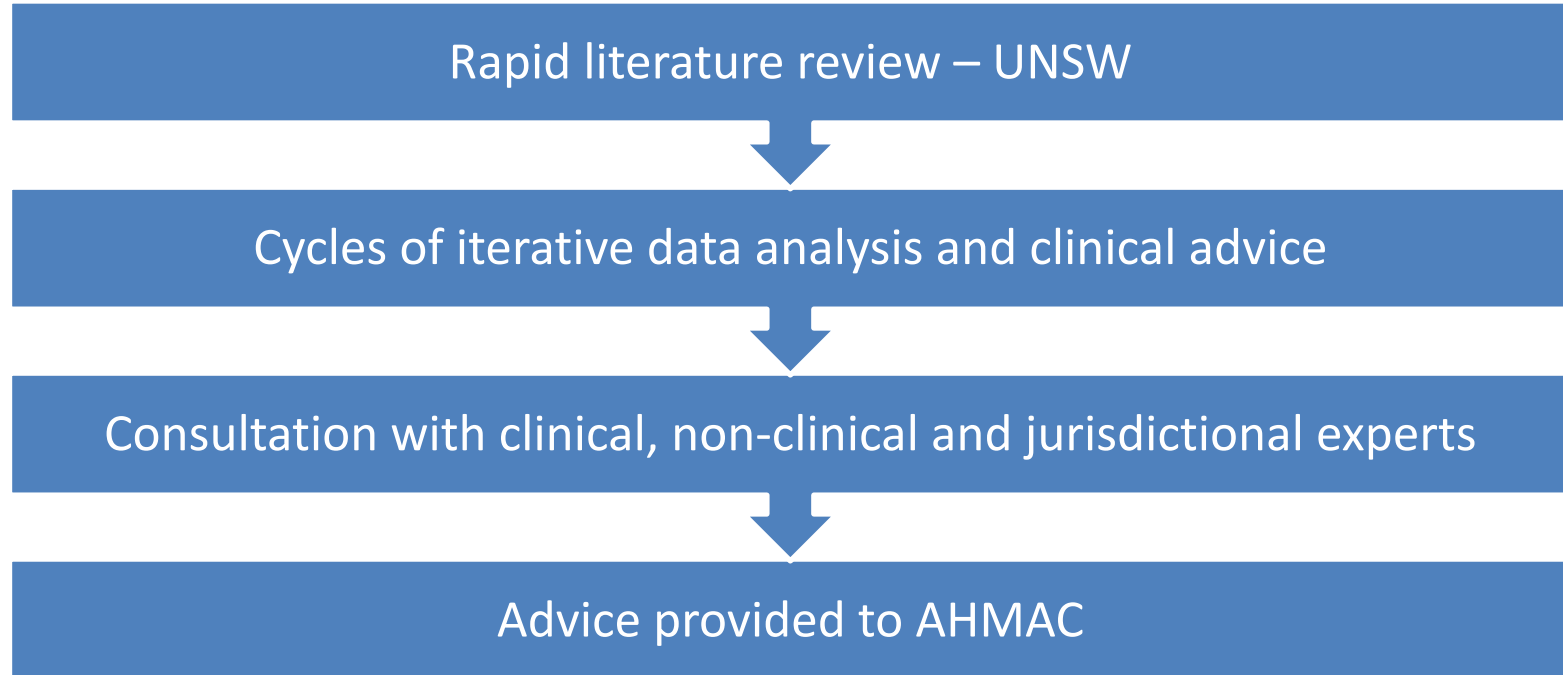 Rapid literature review – UNSW
Cycles of iterative data analysis and clinical advice
Consultation with clinical, non-clinical and jurisdictional experts
Advice provided to AHMAC